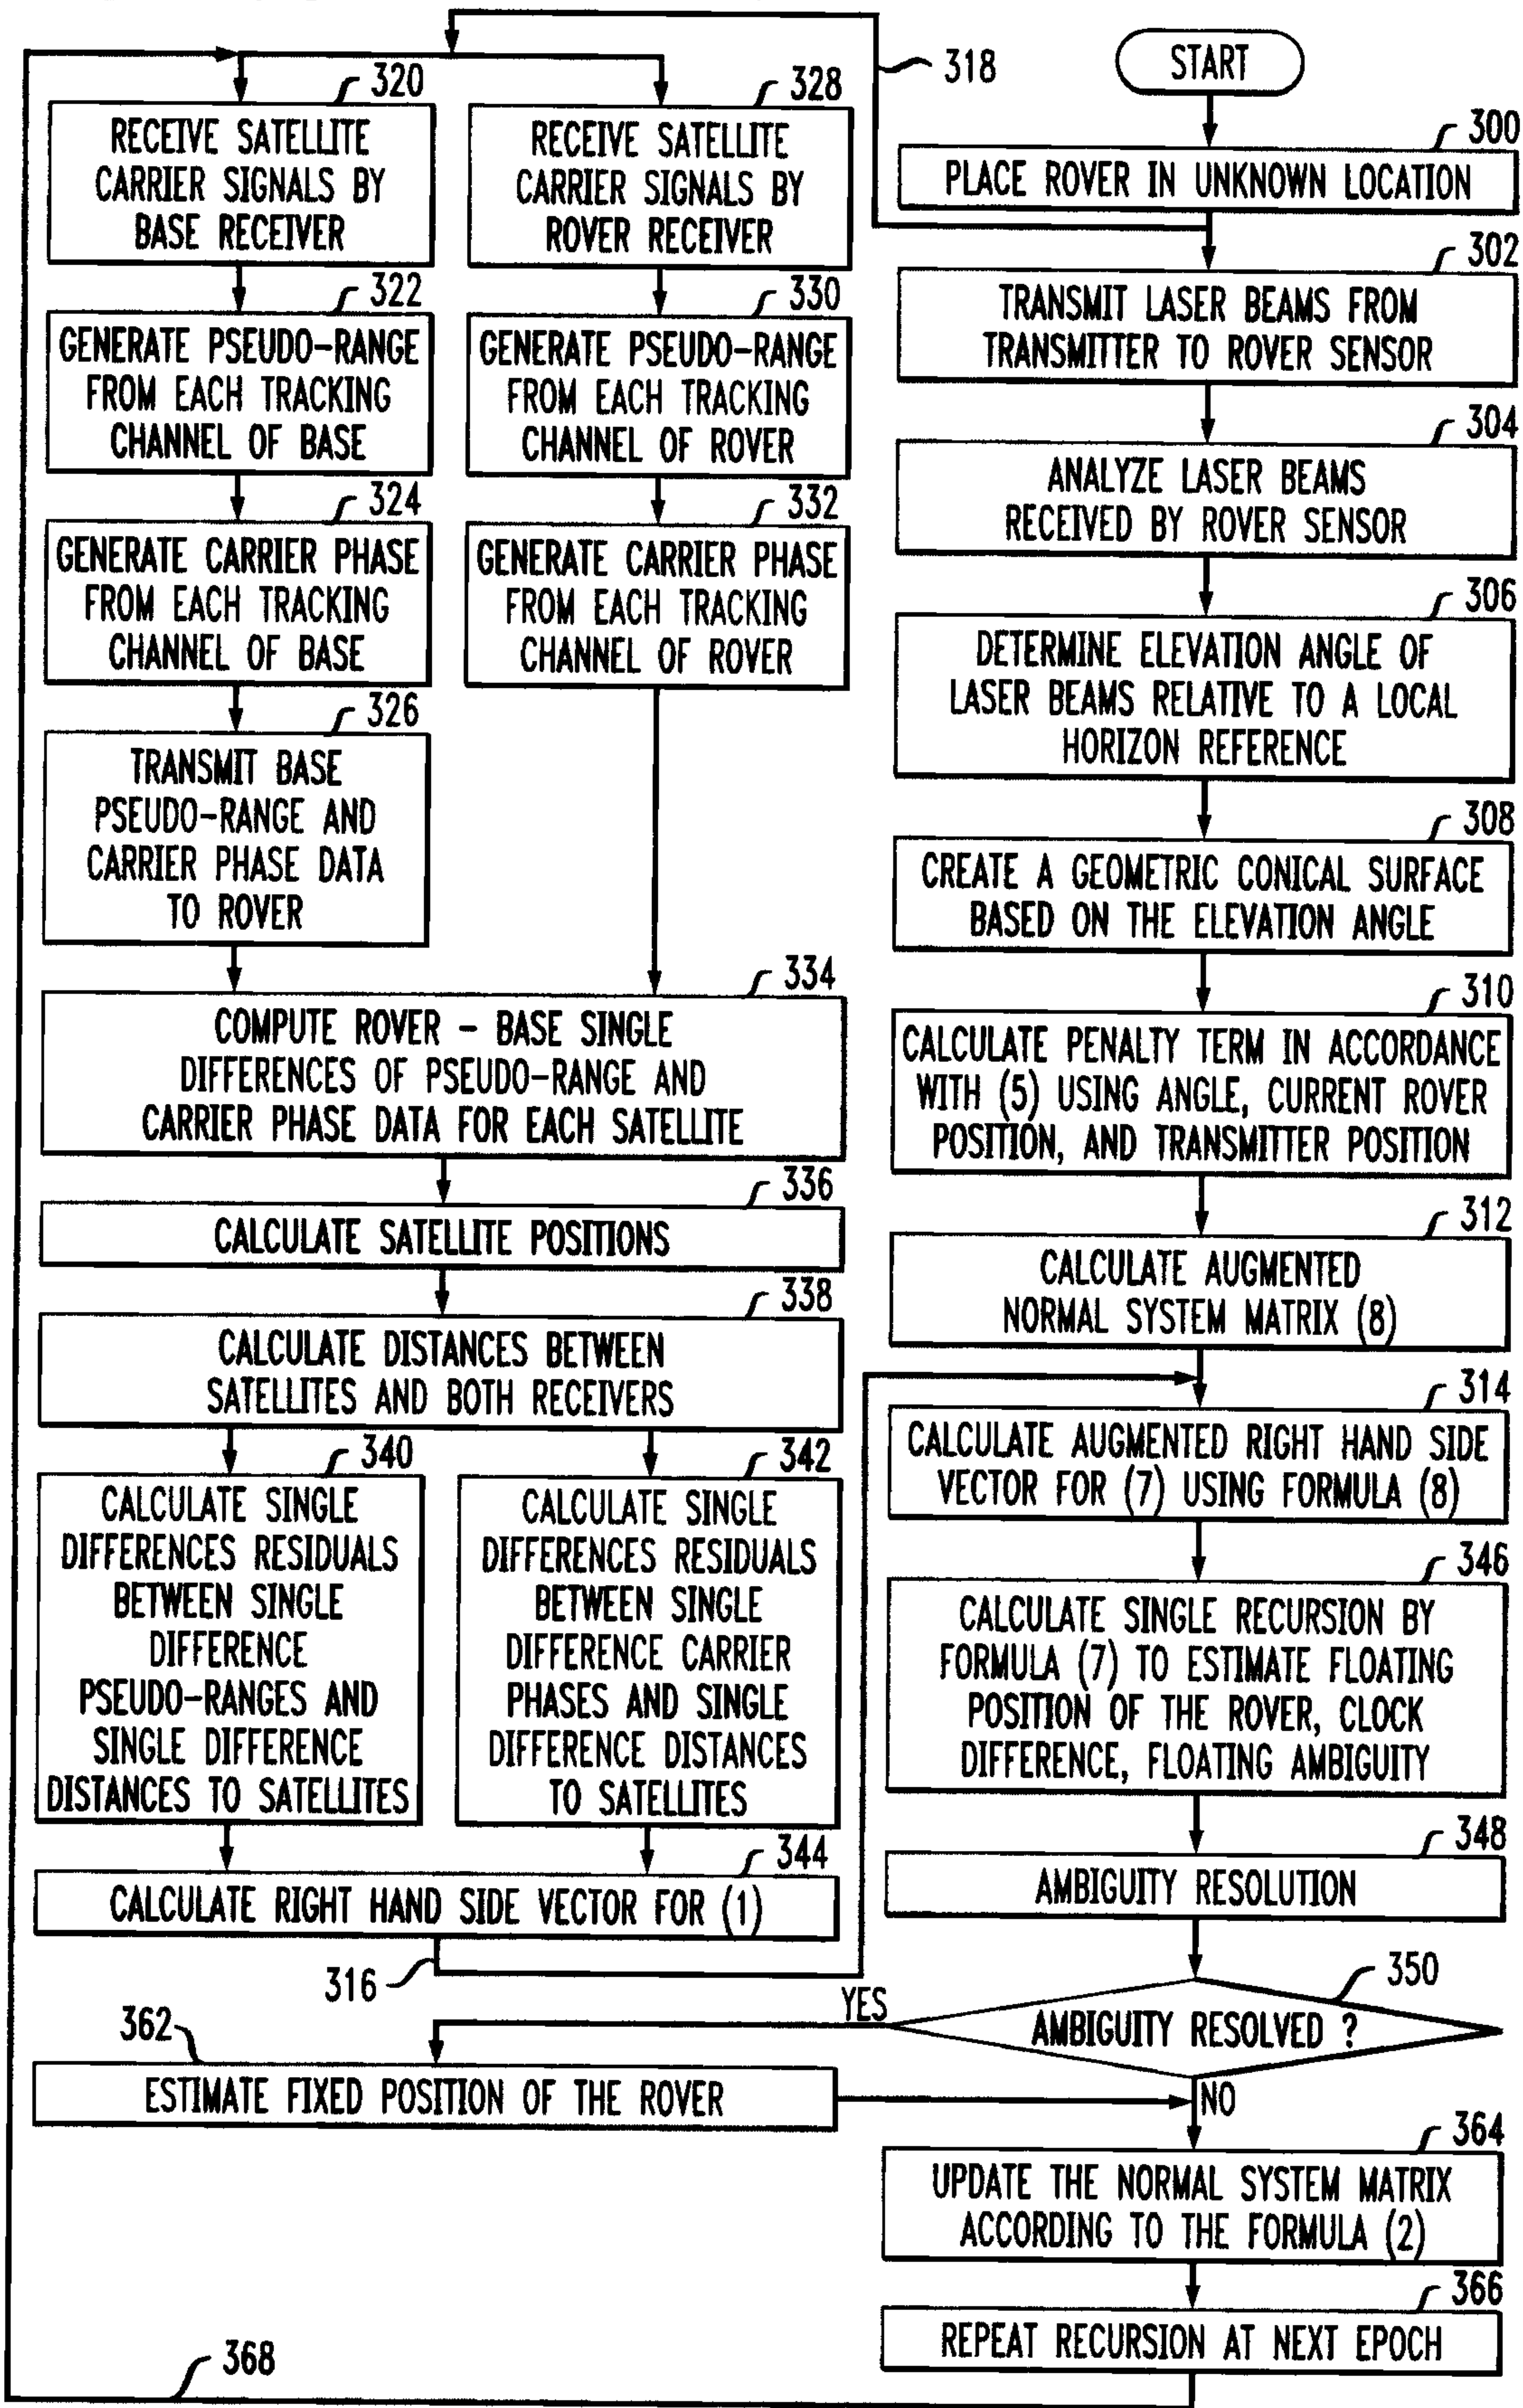 318
START
300
PLACE ROVER IN UNKNOWN LOCATION
302
TRANSMIT LASER BEAMS FROM
TRANSMITTER TO ROVER SENSOR
304
ANALYZE LASER BEAMS
RECEIVED BY ROVER SENSOR
306
DETERMINE ELEVATION ANGLE OF
LASER BEAMS RELATIVE TO A LOCAL
HORIZON REFERENCE
308
CREATE A GEOMETRIC CONICAL SURFACE
BASED ON THE ELEVATION ANGLE
310
CALCULATE PENALTY TERM IN ACCORDANCE
WITH (5) USING ANGLE, CURRENT ROVER
POSITION, AND TRANSMITTER POSITION
312
CALCULATE AUGMENTED
NORMAL SYSTEM MATRIX (8)
320
RECEIVE SATELLITE
CARRIER SIGNALS BY
BASE RECEIVER
322
GENERATE PSEUDO-RANGE
FROM EACH TRACKING
CHANNEL OF BASE
324
GENERATE CARRIER PHASE
FROM EACH TRACKING
CHANNEL OF BASE
326
TRANSMIT BASE
PSEUDO-RANGE AND
CARRIER PHASE DATA
TO ROVER
328
RECEIVE SATELLITE
CARRIER SIGNALS BY
ROVER RECEIVER
330
GENERATE PSEUDO-RANGE
FROM EACH TRACKING
CHANNEL OF ROVER
332
GENERATE CARRIER PHASE
FROM EACH TRACKING
CHANNEL OF ROVER
334
COMPUTE ROVER - BASE SINGLE
DIFFERENCES OF PSEUDO-RANGE AND
CARRIER PHASE DATA FOR EACH SATELLITE
336
CALCULATE SATELLITE POSITIONS
338
CALCULATE DISTANCES BETWEEN
SATELLITES AND BOTH RECEIVERS
340
CALCULATE SINGLE
DIFFERENCES RESIDUALS
BETWEEN SINGLE
DIFFERENCE
PSEUDO-RANGES AND
SINGLE DIFFERENCE
DISTANCES TO SATELLITES
342
CALCULATE SINGLE
DIFFERENCES RESIDUALS
BETWEEN SINGLE
DIFFERENCE CARRIER
PHASES AND SINGLE
DIFFERENCE DISTANCES
TO SATELLITES
344
CALCULATE RIGHT HAND SIDE VECTOR FOR (1)
316
314
CALCULATE AUGMENTED RIGHT HAND SIDE
VECTOR FOR (7) USING FORMULA (8)
346
CALCULATE SINGLE RECURSION BY
FORMULA (7) TO ESTIMATE FLOATING
POSITION OF THE ROVER, CLOCK
DIFFERENCE, FLOATING AMBIGUITY
348
AMBIGUITY RESOLUTION
350
AMBIGUITY RESOLVED ?
YES
NO
362
ESTIMATE FIXED POSITION OF THE ROVER
364
UPDATE THE NORMAL SYSTEM MATRIX
ACCORDING TO THE FORMULA (2)
366
REPEAT RECURSION AT NEXT EPOCH
368